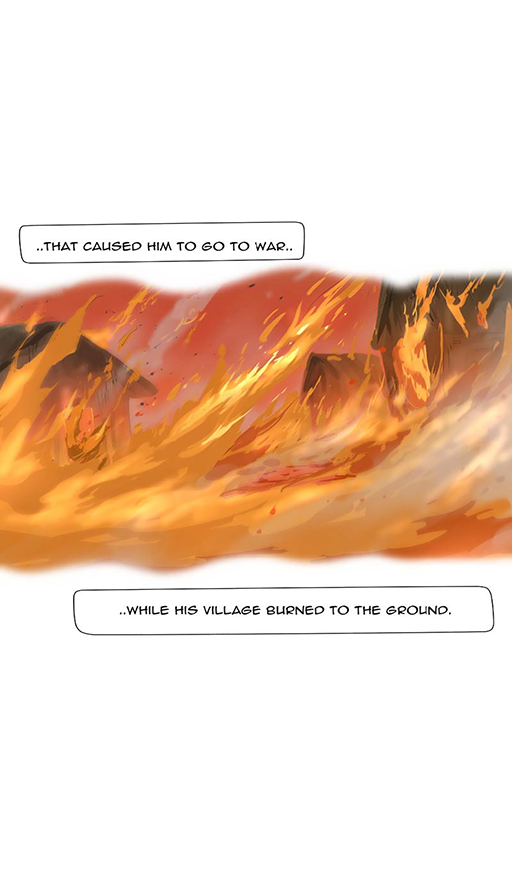 ..THAT CAUSED HIM TO GO TO WAR..
..WHILE HIS VILLAGE BURNED TO THE GROUND.